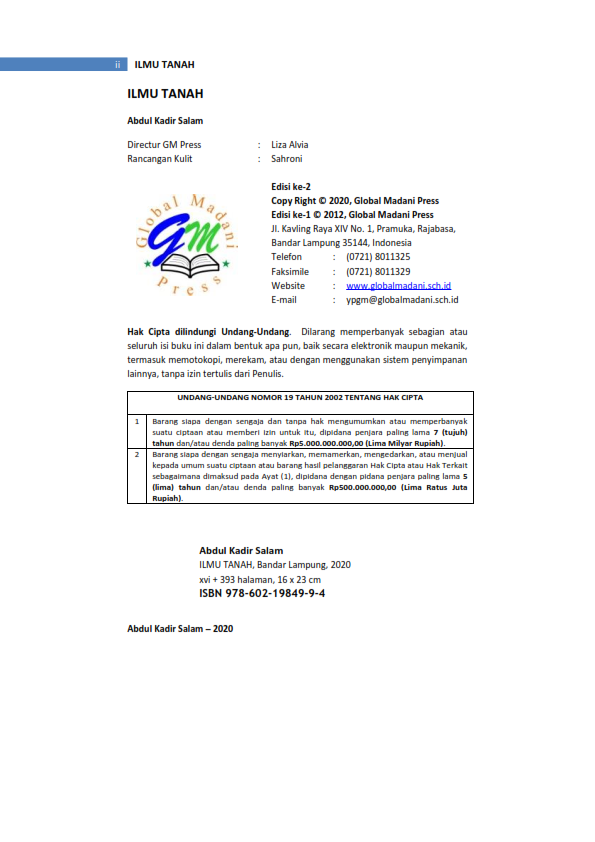 ii ILMU TANAH
ILMU TANAH
Abdul Kadir Salam
Directur GM Press : Liza Alvia
Rancangan Kulit : Sahroni
Global Madani
GM
Press
Edisi ke-2
Copy Right © 2020, Global Madani Press
Edisi ke-1 © 2012, Global Madani Press
Jl. Kavling Raya XIV No. 1, Pramuka, Rajabasa,
Bandar Lampung 35144, Indonesia
Telefon : (0721) 8011325
Faksimile : (0721) 8011329
Website : www.globalmadani.sch.id
E-mail : ypgm@globalmadani.sch.id
Hak Cipta dilindungi Undang-Undang. Dilarang memperbanyak sebagian atau
seluruh isi buku ini dalam bentuk apa pun, baik secara elektronik maupun mekanik,
termasuk memotokopi, merekam, atau dengan menggunakan sistem penyimpanan
lainnya, tanpa izin tertulis dari Penulis.
UNDANG-UNDANG NOMOR 19 TAHUN 2002 TENTANG HAK CIPTA
1 Barang siapa dengan sengaja dan tanpa hak mengumumkan atau memperbanyak
suatu ciptaan atau memberi izin untuk itu, dipidana penjara paling lama 7 (tujuh)
tahun dan/atau denda paling banyak Rp5.000.000.000,00 (Lima Milyar Rupiah).
2 Barang siapa dengan sengaja menyiarkan, memamerkan, mengedarkan, atau menjual
kepada umum suatu ciptaan atau barang hasil pelanggaran Hak Cipta atau Hak Terkait
sebagaimana dimaksud pada Ayat (1), dipidana dengan pidana penjara paling lama 5
(lima) tahun dan/atau denda paling banyak Rp500.000.000,00 (Lima Ratus Juta
Rupiah).
Abdul Kadir Salam
ILMU TANAH, Bandar Lampung, 2020
xvi + 393 halaman, 16 x 23 cm
ISBN 978-602-19849-9-4
Abdul Kadir Salam – 2020